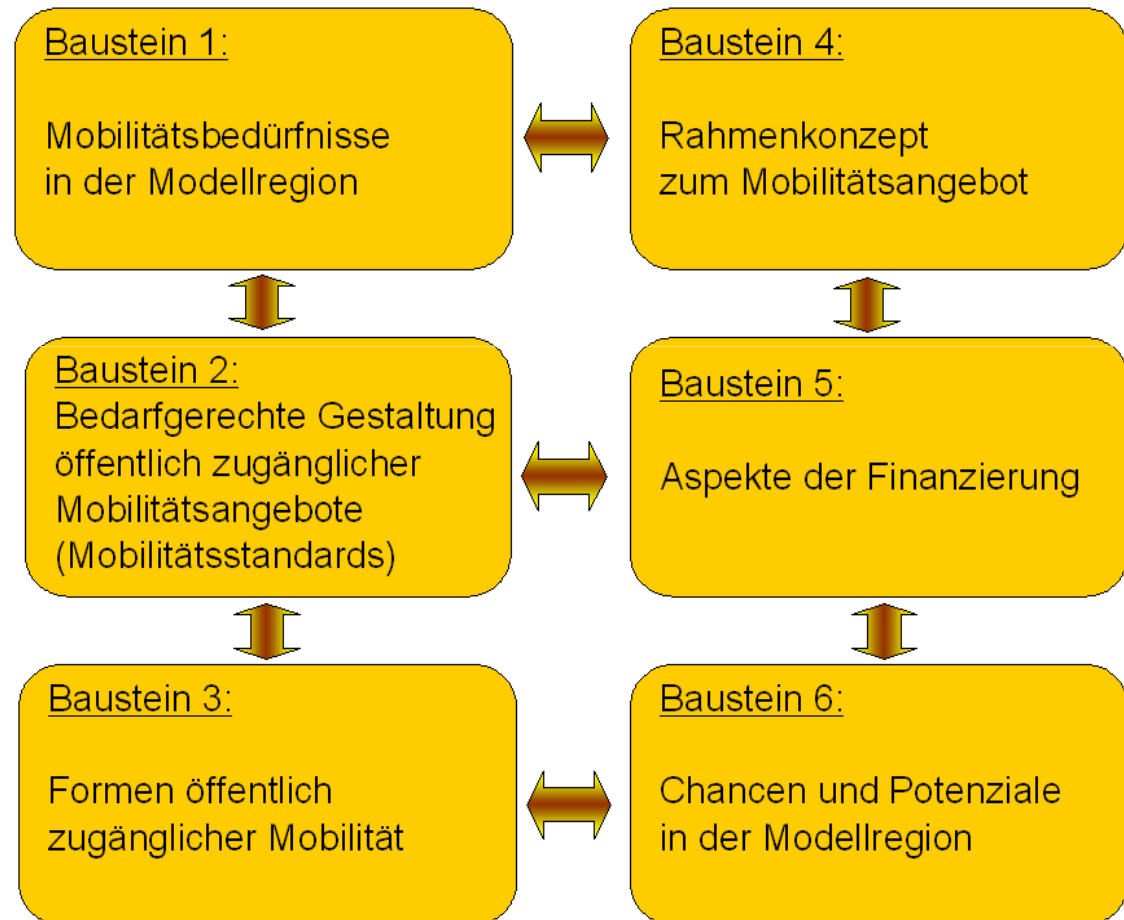 Baustein 1:
Mobilitätsbedürfnisse
in der Modellregion
Baustein 2:
Bedarfgerechte Gestaltung
öffentlich zugänglicher
Mobilitätsangebote
(Mobilitätsstandards)
Baustein 3:
Formen öffentlich
zugänglicher Mobilität
Baustein 4:
Rahmenkonzept
zum Mobilitätsangebot
Baustein 5:
Aspekte der Finanzierung
Baustein 6:
Chancen und Potenziale
in der Modellregion